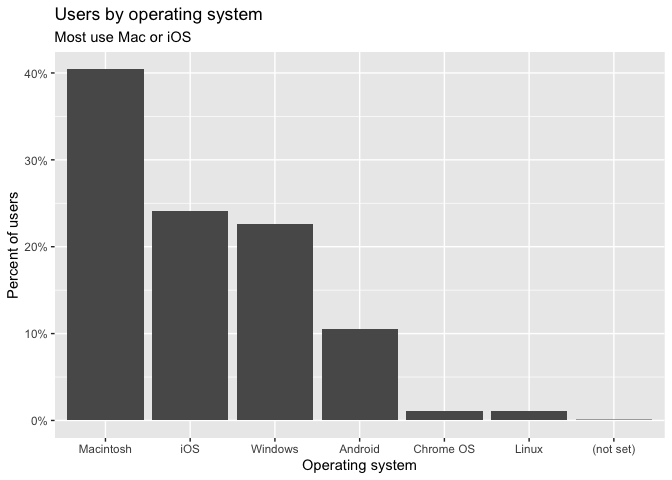 Users by operating system
Most use Mac or iOS
Percent of users
40%
30%
20%
10%
0%
Macintosh iOS Windows Android Chrome OS Linux (not set)
Operating system